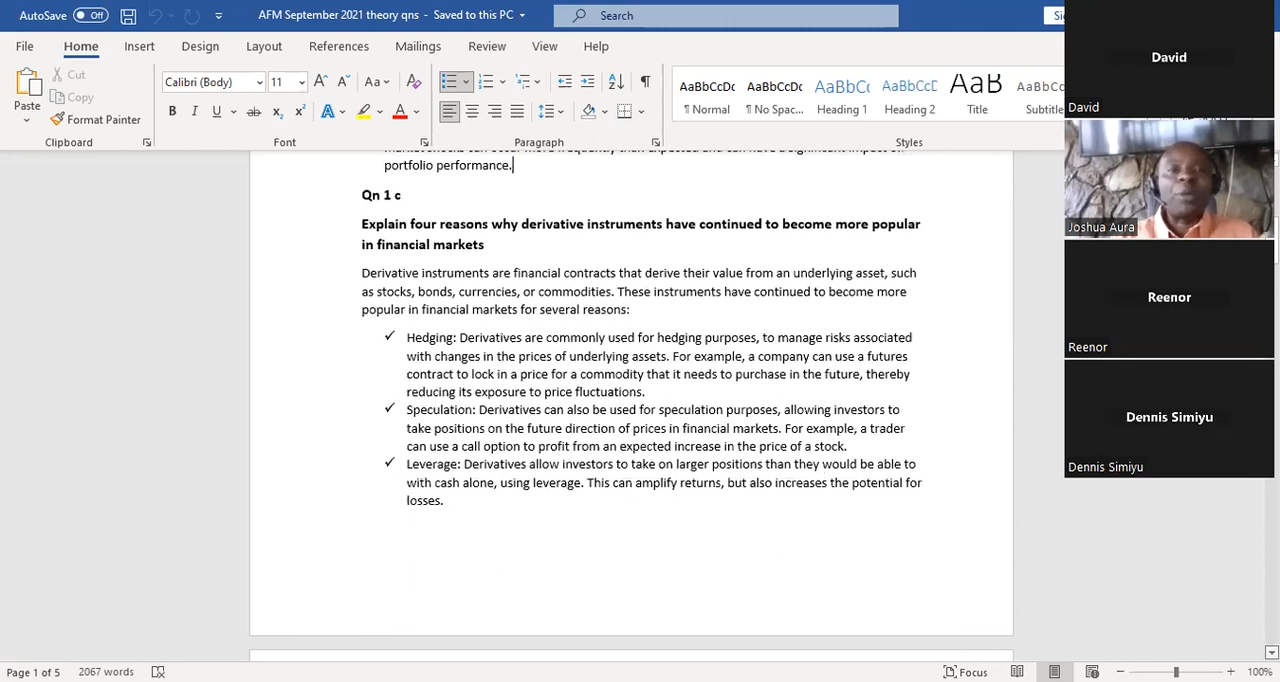 AutoSave Off AFM September 2021 theory qns - Saved to this PC Search
File Home Insert Design Layout References Mailings Review View Help
Cut
Copy
Paste
Format Painter
Calibri (Body) 11 Aa
B I U ab x2 x2 A A
AaBbCcDc AaBbCcDc AaBbCc AaBbCcD AaB
¶ Normal ¶ No Spac... Heading 1 Heading 2 Title Subtitle
Clipboard Font Paragraph Styles
portfolio performance.
Qn 1 c
Explain four reasons why derivative instruments have continued to become more popular
in financial markets
Derivative instruments are financial contracts that derive their value from an underlying asset, such
as stocks, bonds, currencies, or commodities. These instruments have continued to become more
popular in financial markets for several reasons:
✓ Hedging: Derivatives are commonly used for hedging purposes, to manage risks associated
with changes in the prices of underlying assets. For example, a company can use a futures
contract to lock in a price for a commodity that it needs to purchase in the future, thereby
reducing its exposure to price fluctuations.
✓ Speculation: Derivatives can also be used for speculation purposes, allowing investors to
take positions on the future direction of prices in financial markets. For example, a trader
can use a call option to profit from an expected increase in the price of a stock.
✓ Leverage: Derivatives allow investors to take on larger positions than they would be able to
with cash alone, using leverage. This can amplify returns, but also increases the potential for
losses.
Page 1 of 5 2067 words Focus 100%
David
David
Joshua Aura
Reenor
Reenor
Dennis Simiyu
Dennis Simiyu